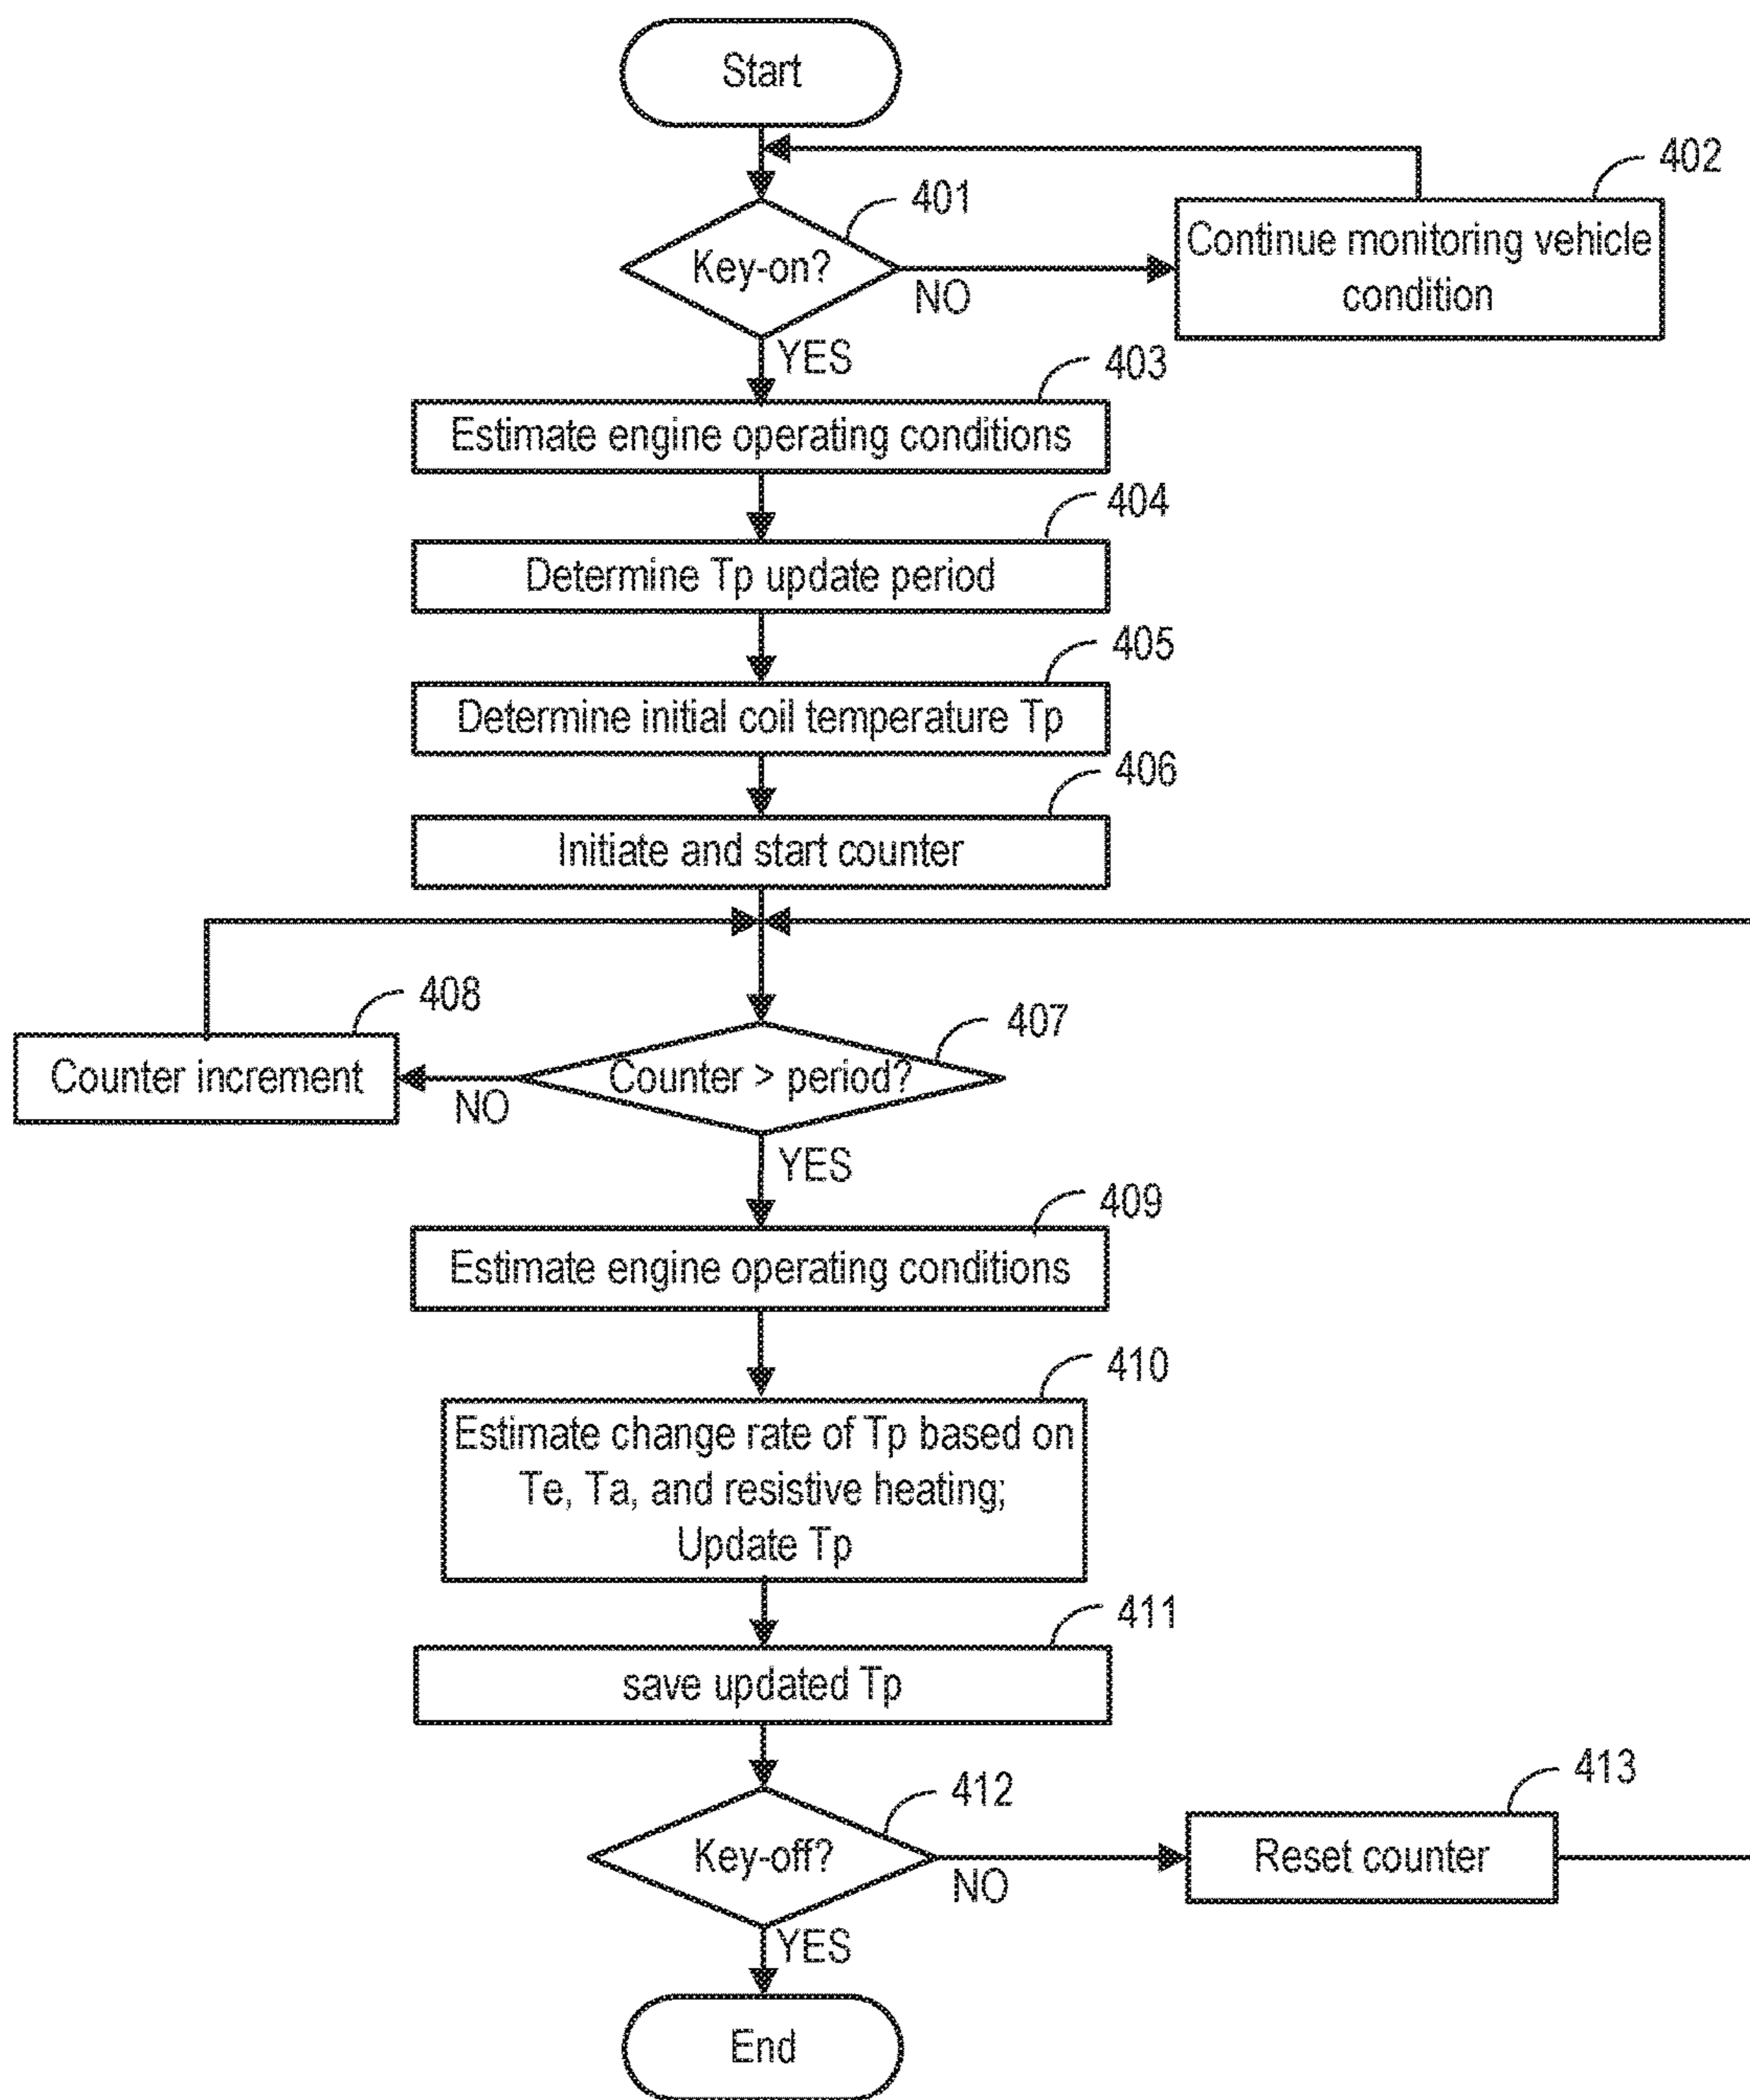 Start
402
401
Continue monitoring vehicle
condition
Key-on?
NO
YES
403
Estimate engine operating conditions
404
Determine Tp update period
405
Determine initial coil temperature Tp
406
Initiate and start counter
408
407
Counter increment
Counter > period?
NO
YES
409
Estimate engine operating conditions
410
Estimate change rate of Tp based on
Te, Ta, and resistive heating;
Update Tp
411
save updated Tp
412
413
Key-off?
Reset counter
NO
YES
End